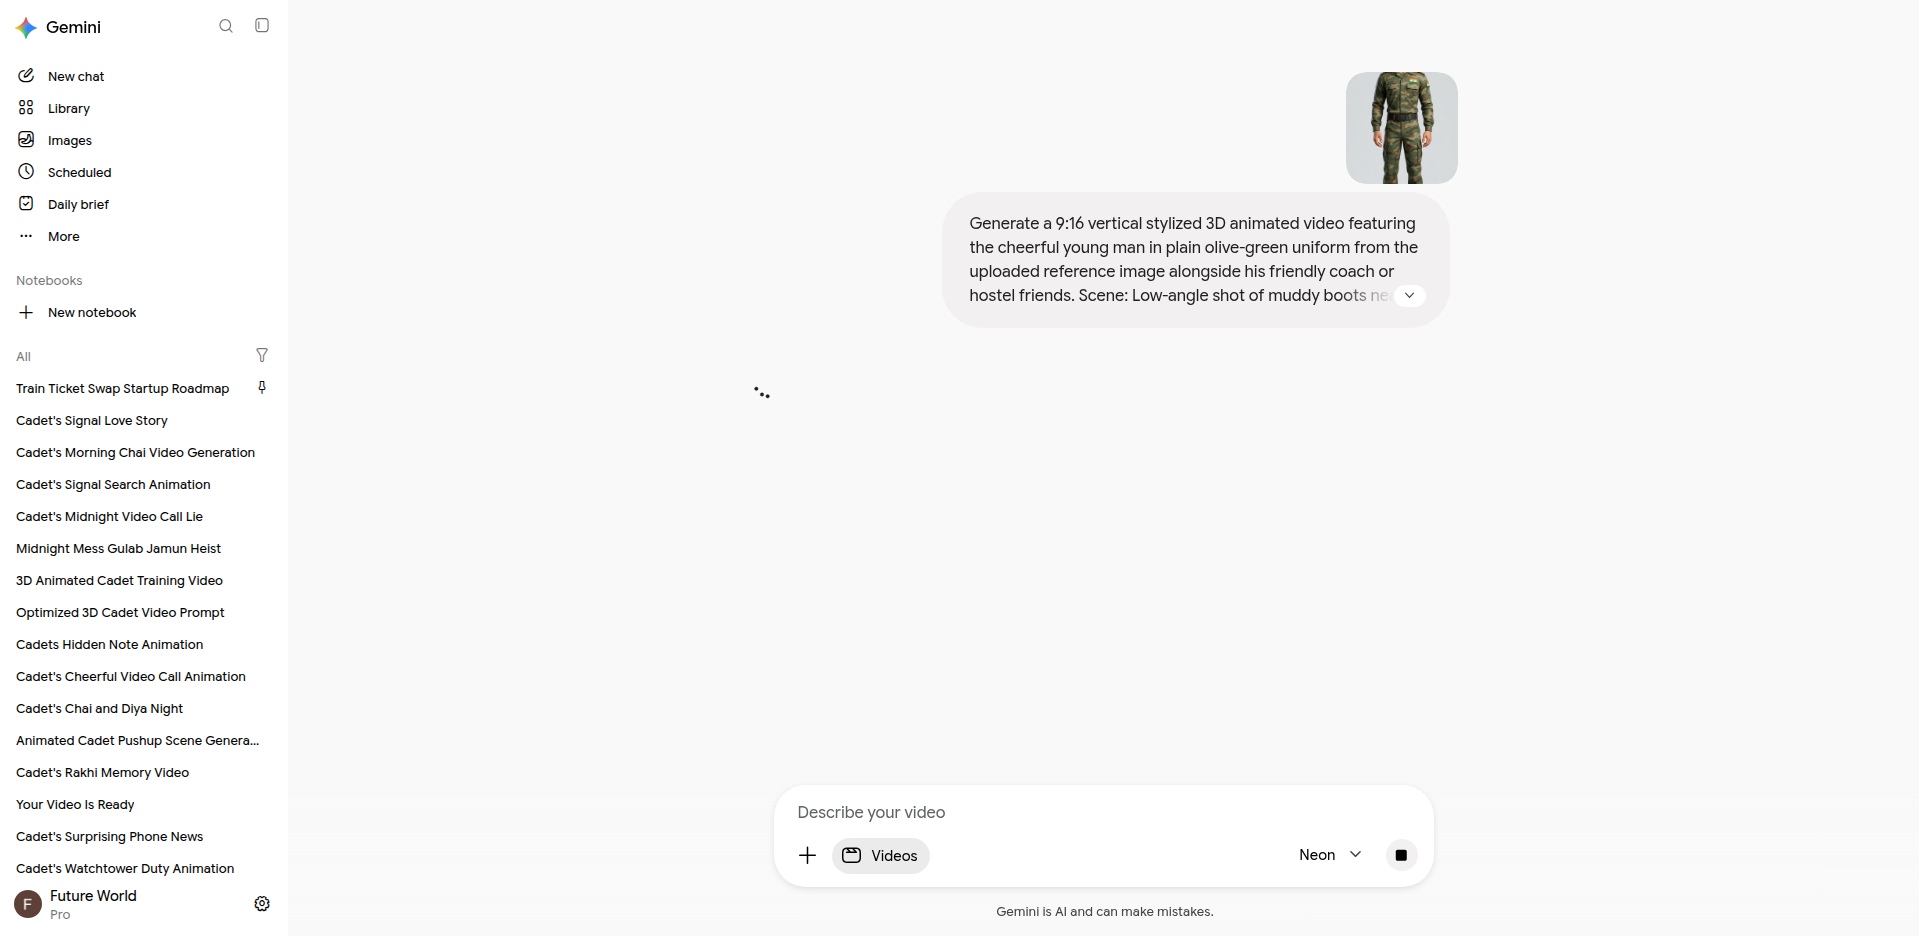 Gemini
New chat
Library
Images
Scheduled
Daily brief
More
Notebooks
New notebook
All
Train Ticket Swap Startup Roadmap
Cadet's Signal Love Story
Cadet's Morning Chai Video Generation
Cadet's Signal Search Animation
Cadet's Midnight Video Call Lie
Midnight Mess Gulab Jamun Heist
3D Animated Cadet Training Video
Optimized 3D Cadet Video Prompt
Cadets Hidden Note Animation
Cadet's Cheerful Video Call Animation
Cadet's Chai and Diya Night
Animated Cadet Pushup Scene Genera...
Cadet's Rakhi Memory Video
Your Video Is Ready
Cadet's Surprising Phone News
Cadet's Watchtower Duty Animation
F
Future World
Pro
Generate a 9:16 vertical stylized 3D animated video featuring
the cheerful young man in plain olive-green uniform from the
uploaded reference image alongside his friendly coach or
hostel friends. Scene: Low-angle shot of muddy boots
Describe your video
Videos
Neon
Gemini is AI and can make mistakes.